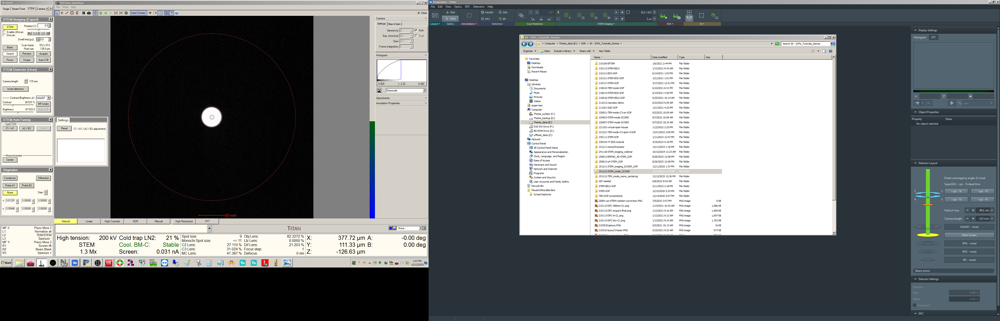 Workset
Stage
Beam/Tune
STEM
Camera
STEM Imaging (Expert)
STEM
Rotation (°): 0.0
Enable LMscan
Descan
90< 1< 0 >1 >90
Dwell time [µs]: 0.5
Blank
Scan frame: 512 x 512
Pixel size: 135.0 pm
Search
Preview
Acquire
Focus
Scope
Auto C/B
STEM Detector (User)
Camera length: 115 mm
Insert detectors
Contrast/Brightness of: HAADF
Contrast 30.537 %
MF knobs
Brightness 47.533 %
Auto C/B
STEM AutoTuning
OptiSTEM
C1 / A1
A2 / B2
Undo
Monochromator
Center
Settings
Reset
C1 / A1 / A2 / B2 adjustments
Stigmator
Condenser
Diffraction
Probe A1
Probe B2
None
Step:
x 0.01291 0.00000 0.00000
y 0.05486 0.00000 0.00000
MF X: Piezo Move X
L1: Normalize all
L2: TEM/STEM
L3: Spotsize -
MF Y: Piezo Move Z
R1: Screen lift
R2: Beam Blank
R3: Spotsize +
TEM User Interface
File Mode Help
Insert Screen
Close
50 mrad
Camera
Settings
Bias & Gain
Sensitivity: Auto
Exp. time [ms]: 25 Dual
Gain: 0.7
Frame integration: 1
Histogram
0.000 γ: 2.22 0.482
Greyscale
Adjustments
Annotation Properties
Natural
Linear
High Contrast
HDR
Manual
High Resolution
FFT
TITAN
- None -
High tension: 200 kV
STEM
1.3 Mx
Cold trap LN2: 21 %
Cool. BM-C: Stable
Screen: 0.031 nA
Spot size: 9
Monochr.Spot size: <= 11
C2 Lens: 27.110 %
C3 Lens: 31.024 %
MC Lens: 41.387 %
Obj Lens: 82.3272 %
Ltz Lens: 0.0000 %
Dif Lens: 21.203 %
Focus step: 1
Defocus: 0 nm
X: 377.72 µm A: -0.00 deg
Y: 111.33 µm B: 0.00 deg
Z: -126.63 µm
Start
1:07 PM
12/12/2025
Ve Acquisition - Velox
File Edit View Optics DPC Detectors Help
TEM
STEM
HAADF
DF4
DF2
BF
0.0°
512 x 512
2 µs
Layout
Optics
Annotations
Detectors
Scan Rotation
STEM Imaging
EDS
SI
00 - SOPs_Tutorials_Demos
Computer Themis_data (E:) NGR 00 - SOPs_Tutorials_Demos
Search 00 - SOPs_Tutorials_Demos
Organize
Open
Include in library
Share with
New folder
Favorites
Desktop
Downloads
Recent Places
Desktop
Libraries
Documents
Music
Pictures
Videos
supervisor
Computer
Themis_system (C:)
Themis_backup (D:)
Themis_data (E:)
DVD RW Drive (F:)
BD-ROM Drive (G:)
offload_data (Z:)
Network
Control Panel
All Control Panel Items
Appearance and Personalization
Clock, Language, and Region
Ease of Access
Hardware and Sound
Network and Internet
Programs
System and Security
User Accounts and Family Safety
Recycle Bin
MouseWithoutBorders
ScreenCaptures
Name Date modified Type Size
210106-EFTEM 1/6/2021 2:44 PM File folder
210113-STEM-EELS 1/13/2021 9:43 AM File folder
210121-EDS-SOP 6/14/2021 1:03 PM File folder
210121-STEM-EDS-SOP 1/21/2021 1:01 PM File folder
210317-STEM-SOP 3/17/2021 12:51 PM File folder
210610-TEM-mode-SOP 6/10/2021 6:51 PM File folder
210614-STEM-EDS-SOP 6/14/2021 3:50 PM File folder
210616-STEM-EELS-SOP 6/25/2021 10:14 AM File folder
211012-nanoday-demo 6/23/2023 9:59 AM File folder
211201-SAD-SOP 12/1/2021 4:23 PM File folder
220831-TEM-mode-C3-on-SOP 9/2/2022 10:09 AM File folder
220902-STEM-mode-SCORR 9/7/2022 10:09 AM File folder
220907-STEM-mode-SCORR 9/7/2022 10:24 AM File folder
221102-virtual-open-house 11/2/2022 2:25 PM File folder
221221-TEM-mode-C3-spot-4-SOP 12/21/2022 2:06 PM File folder
230111-STEM-SOP 1/11/2023 12:47 PM File folder
230419-YT-EDS-tutorial 4/19/2023 5:19 PM File folder
231211-monochromator 12/11/2023 1:18 PM File folder
241118-STEM_imaging_webinar 10/15/2024 11:23 AM File folder
250813-EMPAD_4D-STEM_SOP 8/26/2025 12:58 PM File folder
250813-uP-STEM_SOP 8/26/2025 12:58 PM File folder
251211-STEM_imaging_SCORR_SOP 12/11/2025 1:37 PM File folder
251212-STEM_mode_SCORR 12/12/2025 1:07 PM File folder
251212-TEM_mode_mono_centering 12/12/2025 12:36 PM File folder
GIF-related 6/8/2022 9:54 AM File folder
STEM-EELS-SOP 3/11/2022 3:18 PM File folder
STEM-SOP 12/15/2020 5:24 PM File folder
TEM-SOP-screenshots 12/14/2020 5:07 PM File folder
200kV-um-STEM-rotation-correction.PNG 7/5/2023 3:57 PM PNG image 6 KB
210113-DPC-580mm-CL.png 1/14/2021 10:35 AM PNG image 1,086 KB
210113-DPC-acquire-final.png 1/13/2021 9:16 AM PNG image 1,699 KB
210113-DPC-hi-CL.png 1/13/2021 9:13 AM PNG image 1,697 KB
210113-DPC-low-CL.png 1/13/2021 9:14 AM PNG image 1,703 KB
210503Capture.PNG 5/3/2021 10:13 AM PNG image 16 KB
210510-layout3-beam.PNG 5/10/2021 9:23 AM PNG image 677 KB
Display Settings
Histogram
FFT
grey
Object Properties
Property Value
No object selected
Detector Layout
Probe convergence angle: 22 mrad
SuperXG2: - cps -% dead time
1 2 - cps -% - cps -%
4 3 - cps -% - cps -%
Field of view 69.1 nm
Camera length 115 mm
HAADF: - mrad
Main Screen
DF4: - mrad
DF2: - mrad
BF: - mrad
Beam active
Detector Settings
Detector
Gain 0.000 %
Offset 0.000 %
Scope tool
DPC